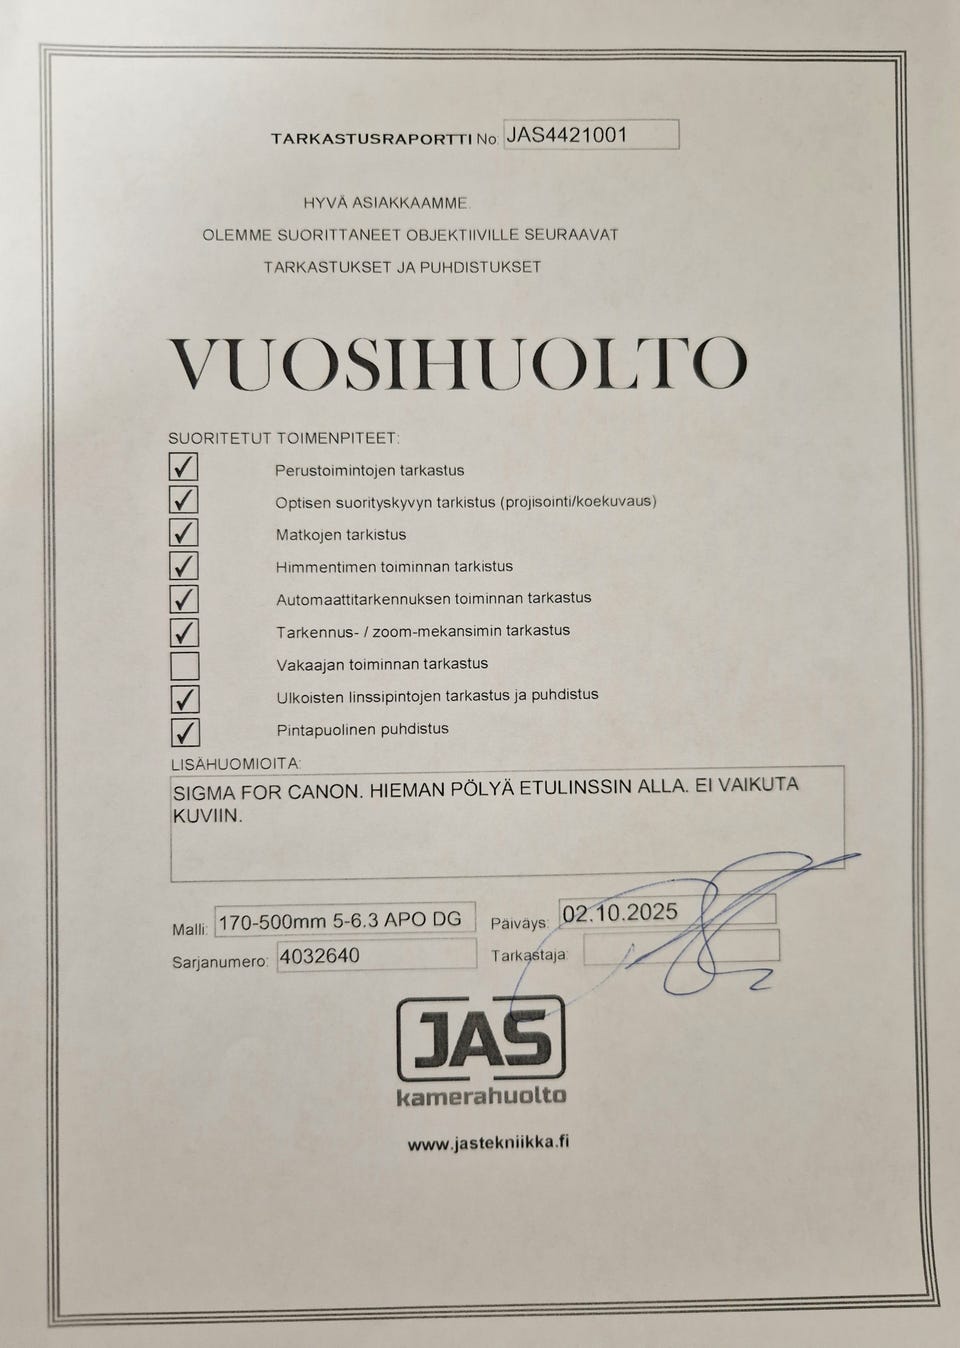 TARKASTUSRAPORTTI No. JAS4421001
HYVÄ ASIAKKAAMME.
OLEMME SUORITTANEET OBJEKTIIVILLE SEURAAVAT
TARKASTUKSET JA PUHDISTUKSET
VUOSIHUOLTO
SUORITETUT TOIMENPITEET:
Perustoimintojen tarkastus
Optisen suorityskyvyn tarkistus (projisointi/koekuvaus)
Matkojen tarkistus
Himmentimen toiminnan tarkistus
Automaattitarkennuksen toiminnan tarkastus
Tarkennus- / zoom-mekansimin tarkastus
Vakaajan toiminnan tarkastus
Ulkoisten linssipintojen tarkastus ja puhdistus
Pintapuolinen puhdistus
LISÄHUOMIOITA:
SIGMA FOR CANON. HIEMAN PÖLYÄ ETULINSSIN ALLA. EI VAIKUTA
KUVIIN.
Malli: 170-500mm 5-6.3 APO DG Päiväys: 02.10.2025
Sarjanumero: 4032640 Tarkastaja:
JAS
kamerahuolto
www.jastekniikka.fi